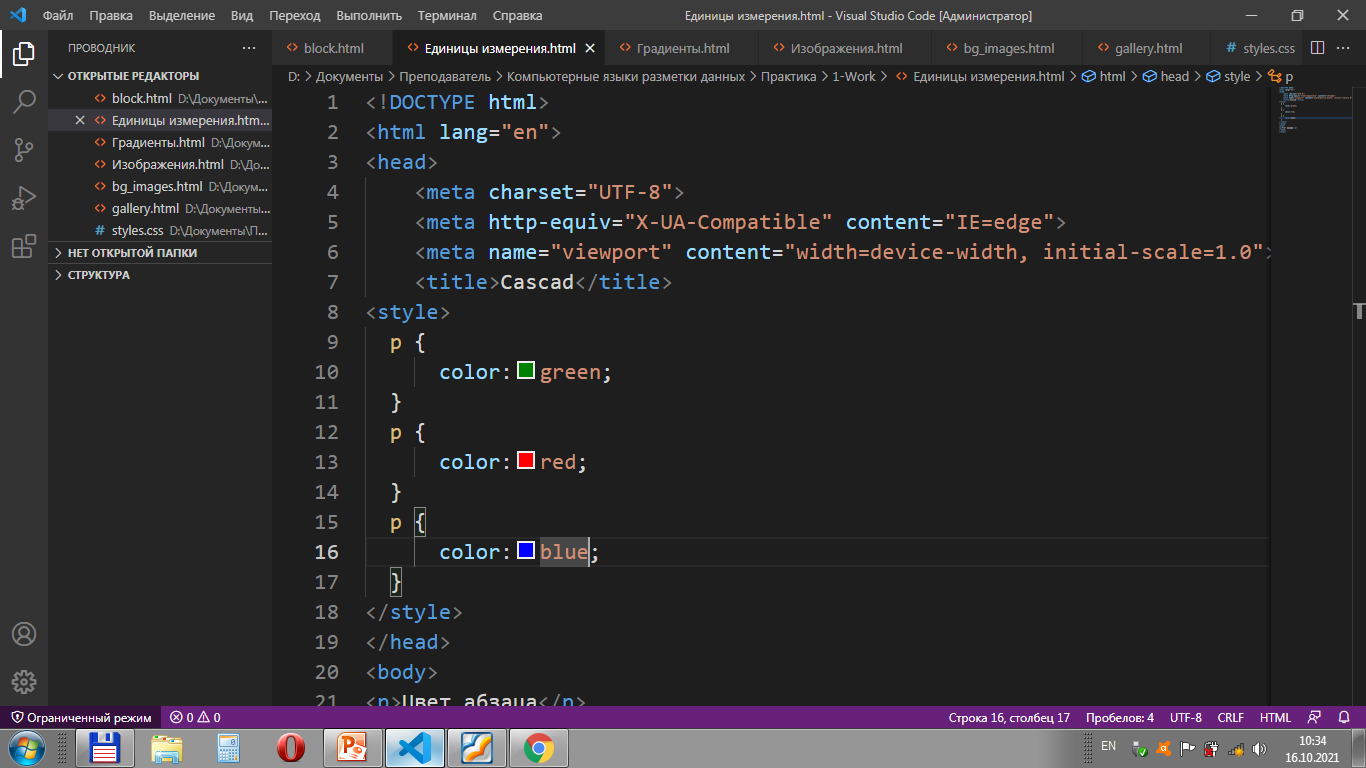 Файл Правка Выделение Вид Переход Выполнить Терминал Справка Единицы измерения.html - Visual Studio Code [Администратор]
ПРОВОДНИК
block.html Единицы измерения.html Градиенты.html Изображения.html bg_images.html gallery.html styles.css
ОТКРЫТЫЕ РЕДАКТОРЫ
block.html D:\Документы\...
Единицы измерения.htm...
Градиенты.html D:\Докум...
Изображения.html D:\До...
bg_images.html D:\Докум...
gallery.html D:\Документы...
styles.css D:\Документы\П...
НЕТ ОТКРЫТОЙ ПАПКИ
СТРУКТУРА
D: > Документы > Преподаватель > Компьютерные языки разметки данных > Практика > 1-Work > Единицы измерения.html > html > head > style > p
1 <!DOCTYPE html>
2 <html lang="en">
3 <head>
4 <meta charset="UTF-8">
5 <meta http-equiv="X-UA-Compatible" content="IE=edge">
6 <meta name="viewport" content="width=device-width, initial-scale=1.0">
7 <title>Cascad</title>
8 <style>
9 p {
10 color: green;
11 }
12 p {
13 color: red;
14 }
15 p {
16 color: blue;
17 }
18 </style>
19 </head>
20 <body>
21 <p>Цвет абзаца</p>
Ограниченный режим 0 0 Строка 16, столбец 17 Пробелов: 4 UTF-8 CRLF HTML
EN 10:34
16.10.2021